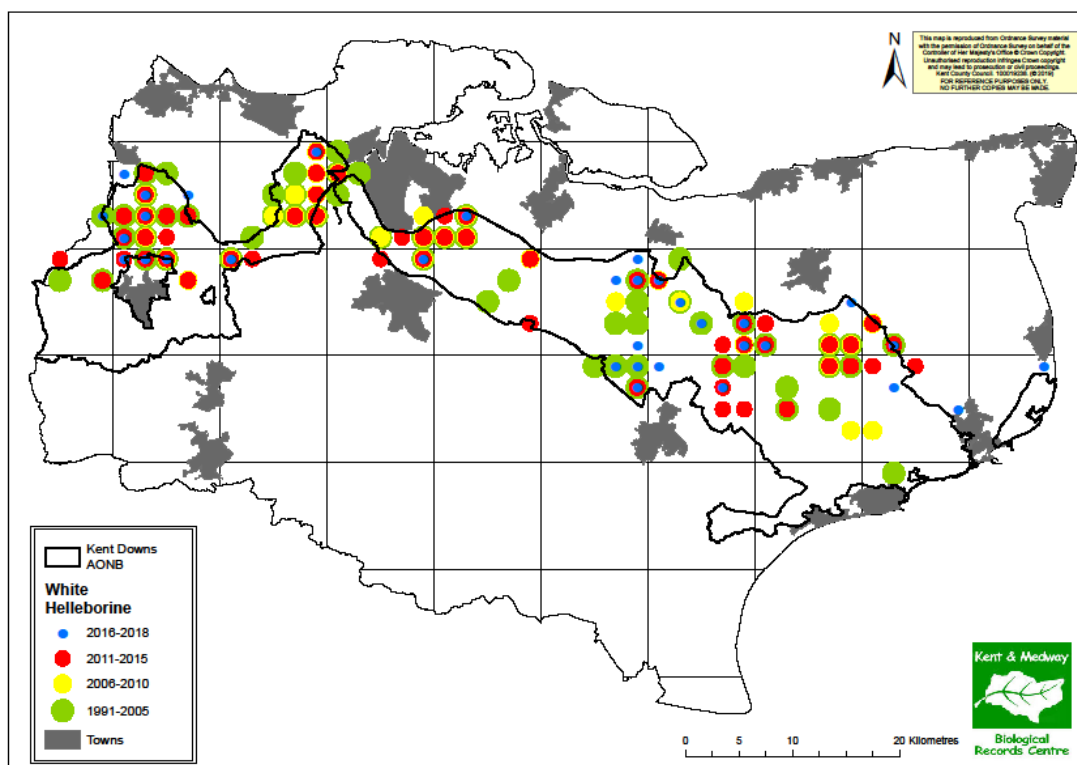 N
This map is reproduced from Ordnance Survey material
with the permission of Ordnance Survey on behalf of the
Controller of Her Majesty's Office © Crown Copyright.
Unauthorised reproduction infringes Crown copyright
and may lead to prosecution or civil proceedings.
Kent County Council. 100019238. (© 2019)
FOR REFERENCE PURPOSES ONLY.
NO FURTHER COPIES MAY BE MADE.
Kent Downs
AONB
White
Helleborine
2016-2018
2011-2015
2006-2010
1991-2005
Towns
0 5 10 20 Kilometres
Kent & Medway
Biological
Records Centre